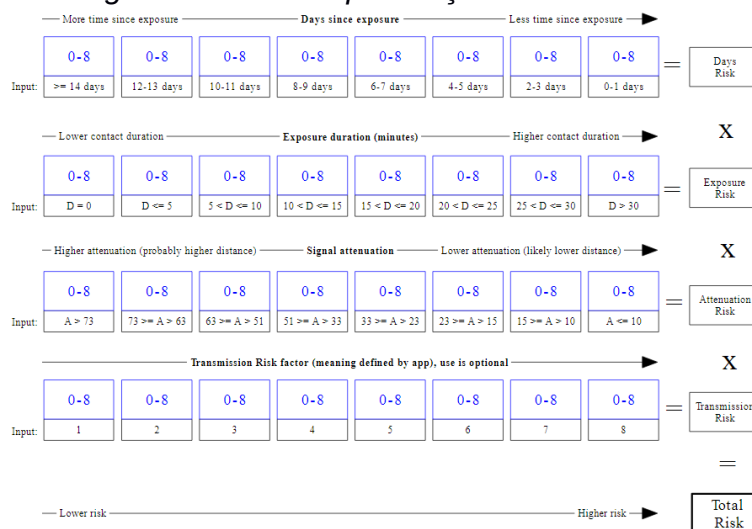 More time since exposure Days since exposure Less time since exposure
0-8 0-8 0-8 0-8 0-8 0-8 0-8 0-8 = Days Risk
Input: >= 14 days 12-13 days 10-11 days 8-9 days 6-7 days 4-5 days 2-3 days 0-1 days
X
Lower contact duration Exposure duration (minutes) Higher contact duration
0-8 0-8 0-8 0-8 0-8 0-8 0-8 0-8 = Exposure Risk
Input: D = 0 D <= 5 5 < D <= 10 10 < D <= 15 15 < D <= 20 20 < D <= 25 25 < D <= 30 D > 30
X
Higher attenuation (probably higher distance) Signal attenuation Lower attenuation (likely lower distance)
0-8 0-8 0-8 0-8 0-8 0-8 0-8 0-8 = Attenuation Risk
Input: A > 73 73 >= A > 63 63 >= A > 51 51 >= A > 33 33 >= A > 23 23 >= A > 15 15 >= A > 10 A <= 10
X
Transmission Risk factor (meaning defined by app), use is optional
0-8 0-8 0-8 0-8 0-8 0-8 0-8 0-8 = Transmission Risk
Input: 1 2 3 4 5 6 7 8
=
Lower risk Higher risk Total Risk